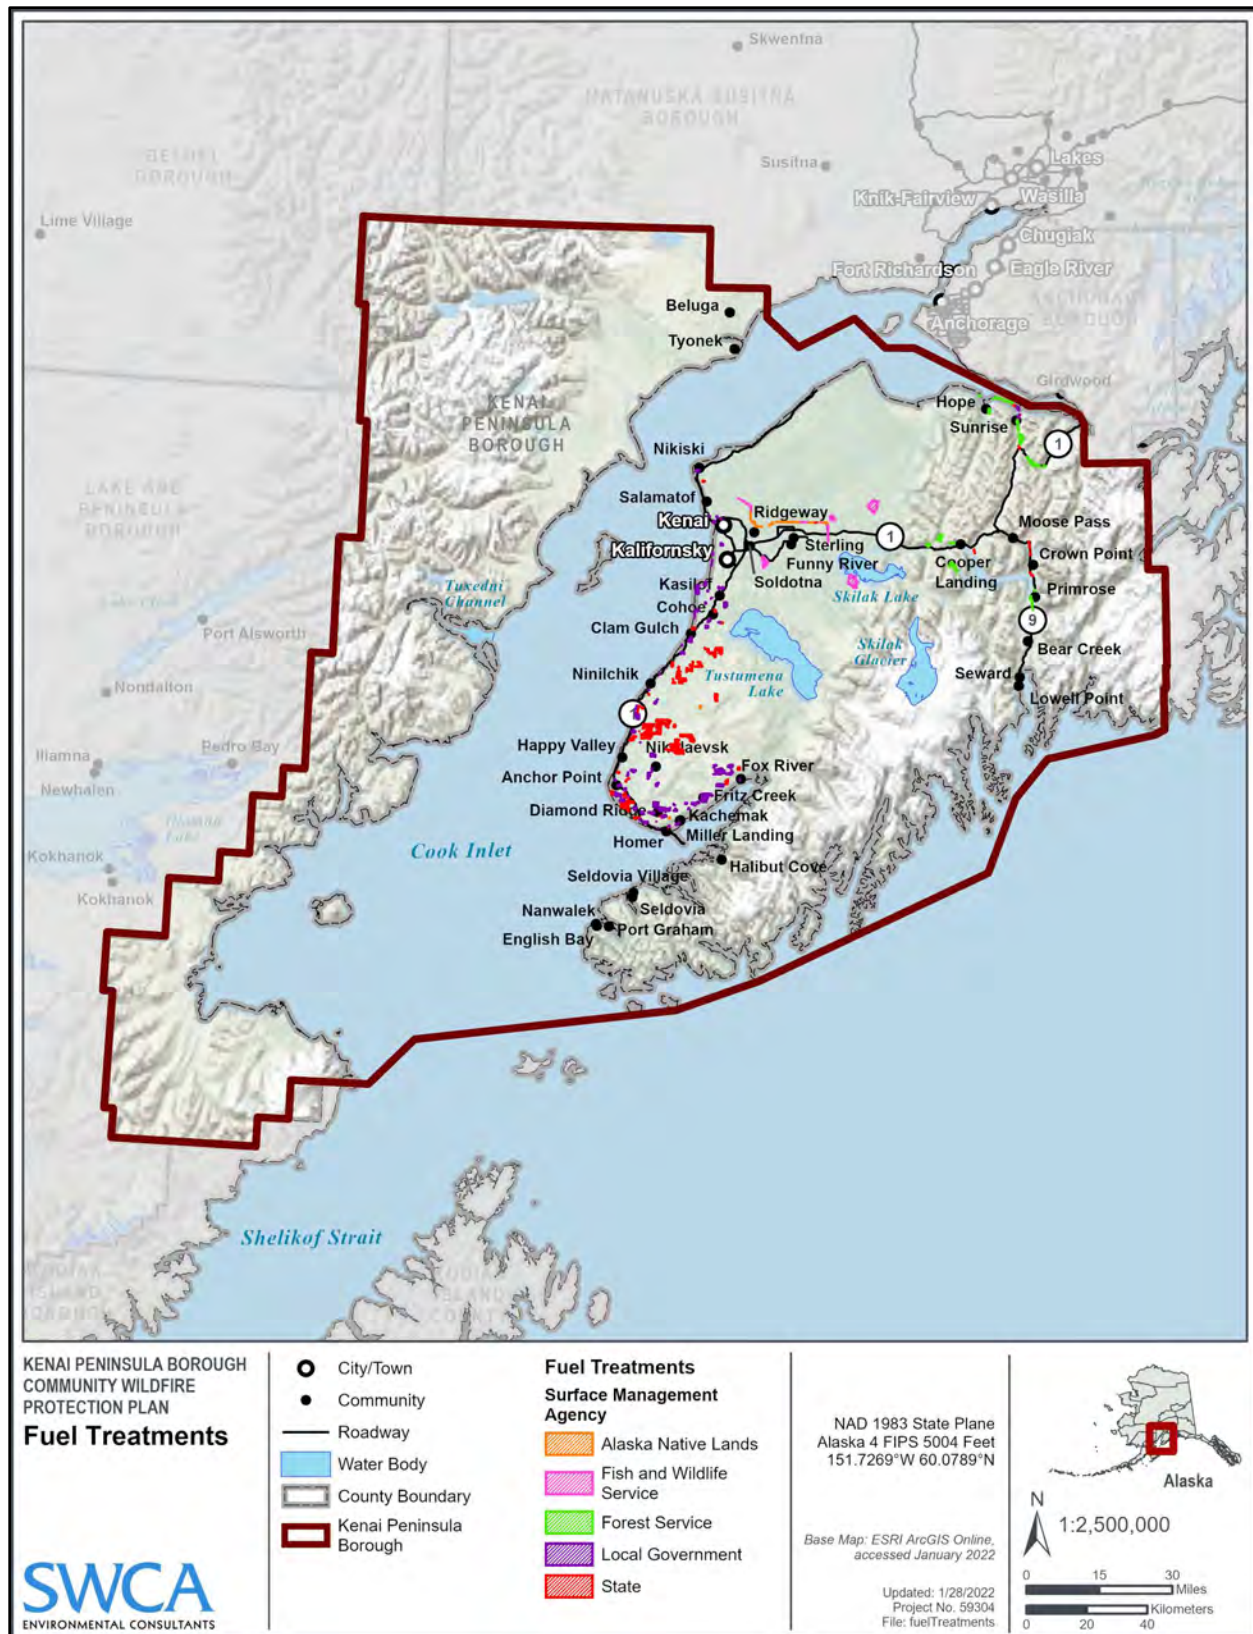 Skwentna
MATANUSKA SUSITNA
BOROUGH
BETHEL
BOROUGH
Susitna
Lakes
Knik-Fairview
Wasilla
Lime Village
Chugiak
Fort Richardson
Eagle River
Beluga
ANCHORAGE
BOROUGH
Anchorage
Tyonek
Girdwood
KENAI
PENINSULA
BOROUGH
Hope
Sunrise
1
Nikiski
LAKE AND
PENINSULA
BOROUGH
Salamatof
Ridgeway
Kenai
Moose Pass
1
Sterling
Kalifornsky
Funny River
Cooper
Landing
Crown Point
Soldotna
Tuxedni
Channel
Kasilof
Skilak Lake
Primrose
Cohoe
9
Port Alsworth
Clam Gulch
Bear Creek
Skilak
Glacier
Tustumena
Lake
Ninilchik
Seward
Nondalton
Lowell Point
Iliamna
Pedro Bay
Happy Valley
Nikolaevsk
Newhalen
Anchor Point
Fox River
Fritz Creek
Diamond Ridge
Kachemak
Homer
Miller Landing
Cook Inlet
Kokhanok
Halibut Cove
Seldovia Village
Kokhanok
Nanwalek
Seldovia
English Bay
Port Graham
Shelikof Strait
KODIAK
ISLAND
BOROUGH
KODIAK
ISLAND
COUNTY
KENAI PENINSULA BOROUGH
COMMUNITY WILDFIRE
PROTECTION PLAN
Fuel Treatments
SWCA
ENVIRONMENTAL CONSULTANTS
City/Town
Community
Roadway
Water Body
County Boundary
Kenai Peninsula
Borough
Fuel Treatments
Surface Management
Agency
Alaska Native Lands
Fish and Wildlife
Service
Forest Service
Local Government
State
NAD 1983 State Plane
Alaska 4 FIPS 5004 Feet
151.7269°W 60.0789°N
Base Map: ESRI ArcGIS Online,
accessed January 2022
Updated: 1/28/2022
Project No. 59304
File: fuelTreatments
Alaska
N
1:2,500,000
0 15 30
Miles
Kilometers
0 20 40